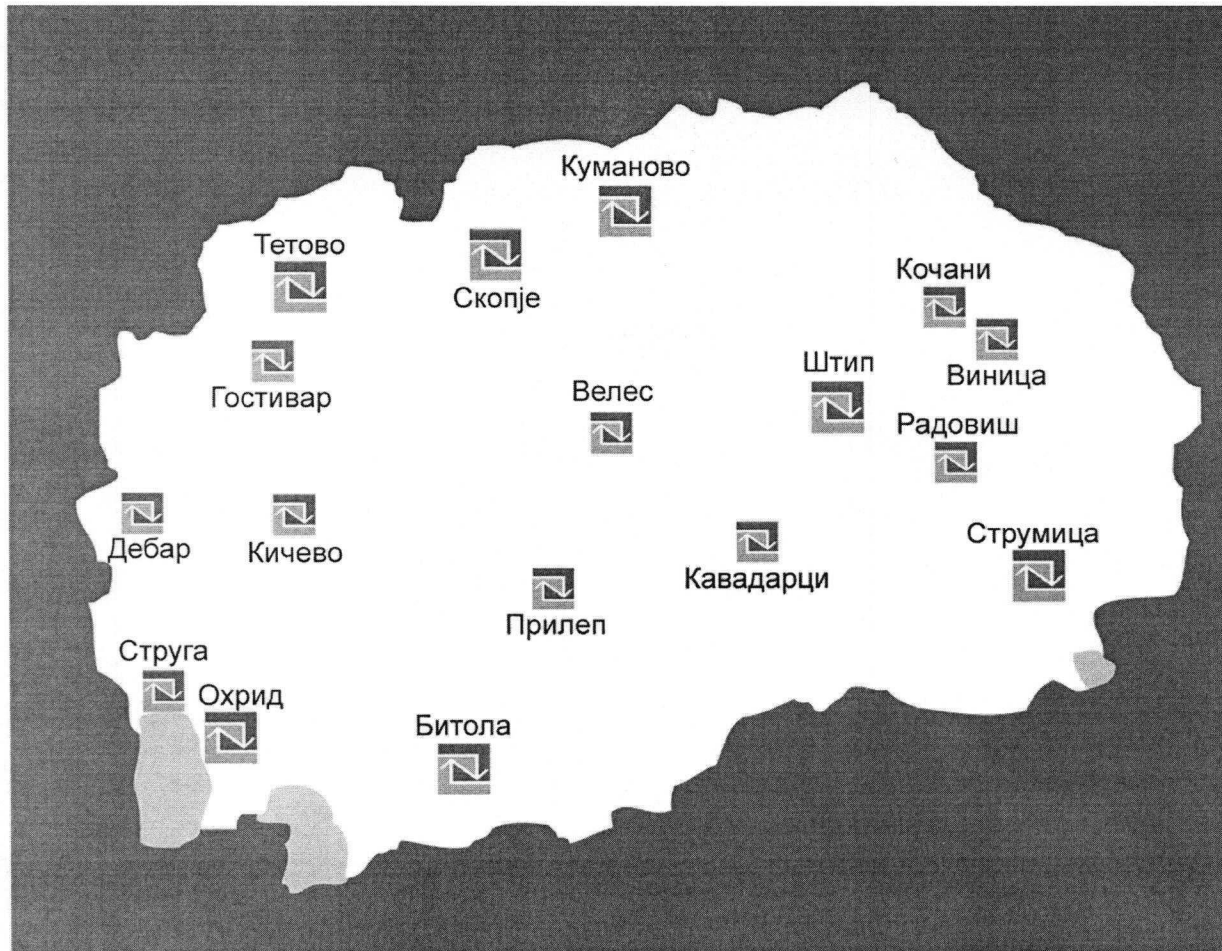 Куманово
Тетово
Скопје
Кочани
Гостивар
Виница
Штип
Велес
Радовиш
Дебар
Кичево
Струмица
Кавадарци
Прилеп
Струга
Охрид
Битола